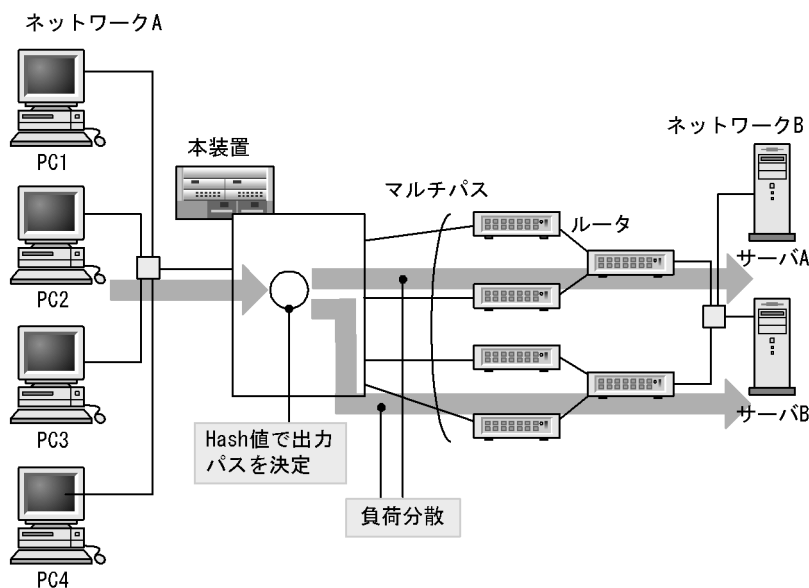 ネットワークA
PC1
PC2
PC3
PC4
本装置
Hash値で出力
パスを決定
マルチパス
ルータ
負荷分散
ネットワークB
サーバA
サーバB